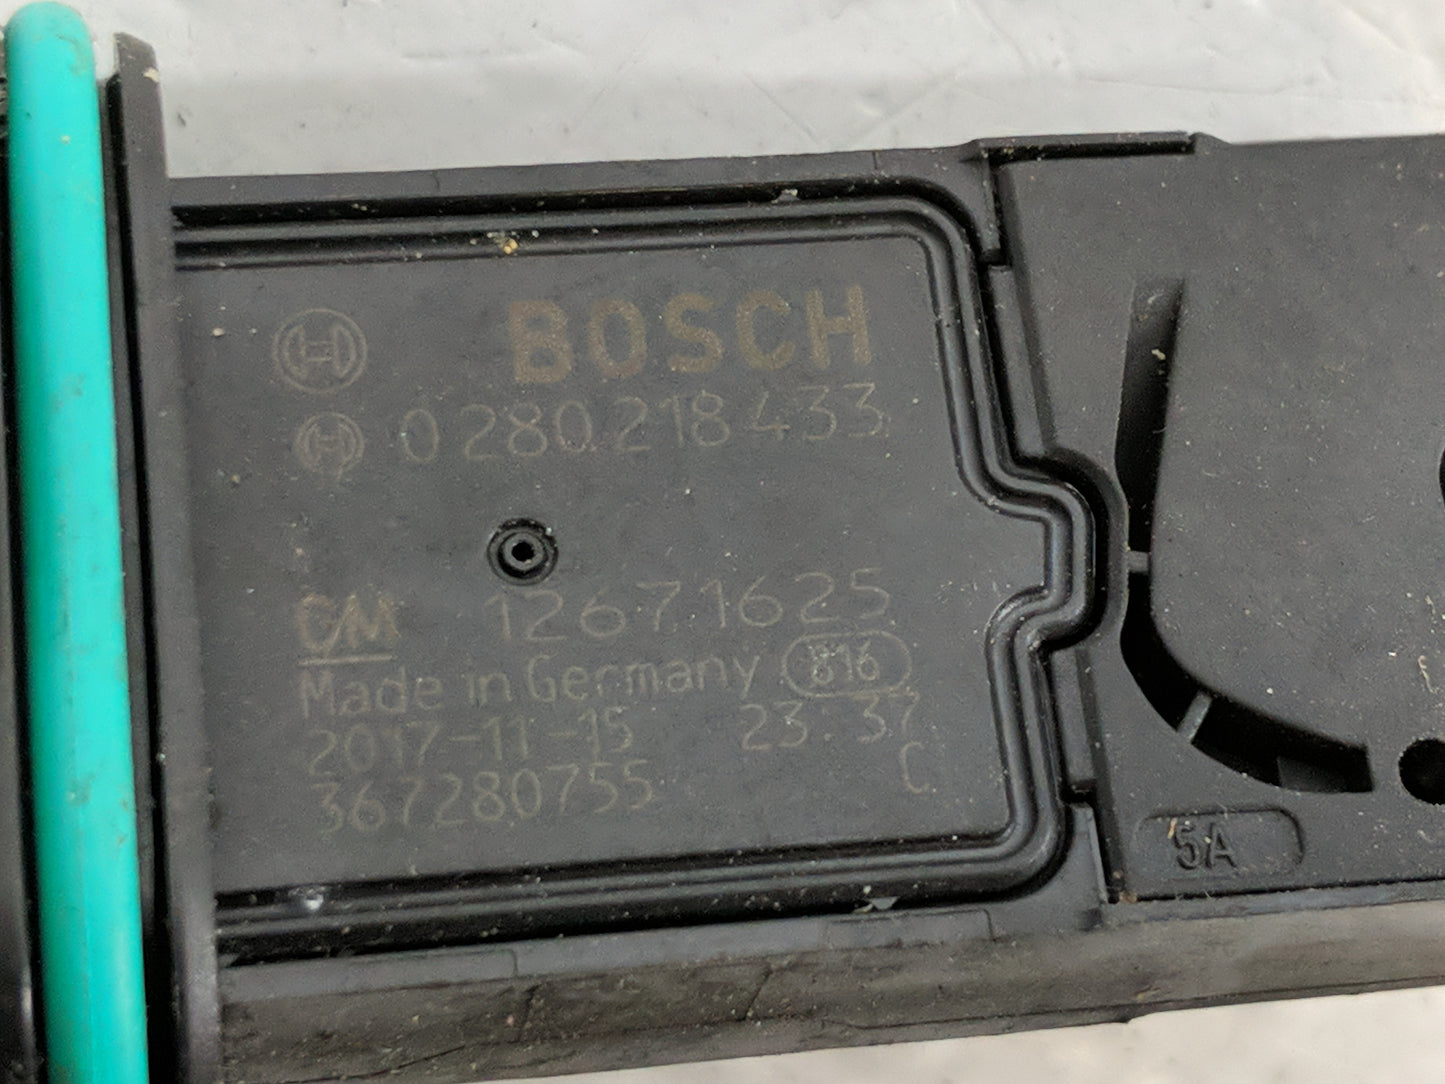 BOSCH
0 280 218 433
GM 12671625
Made in Germany 816
2017-11-15 23:37
367280755 C
5A